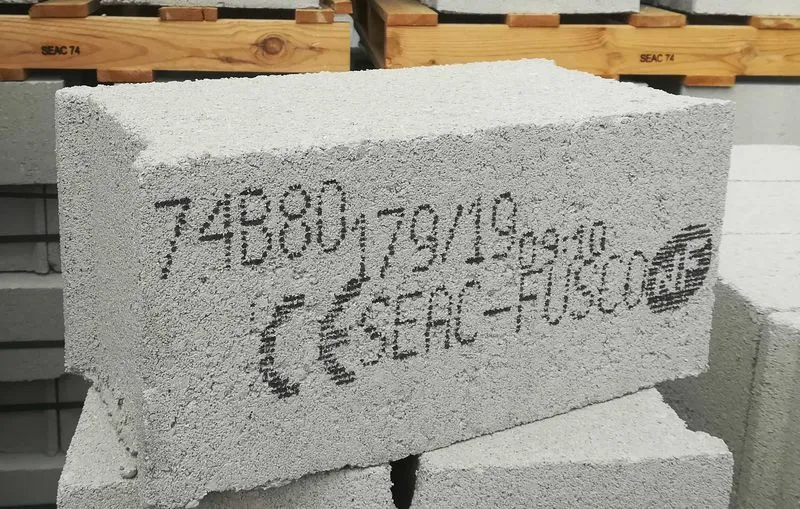 SEAC 74
SEAC 74
74B80 179/19 09:10
CE SEAC-FUSCO NF